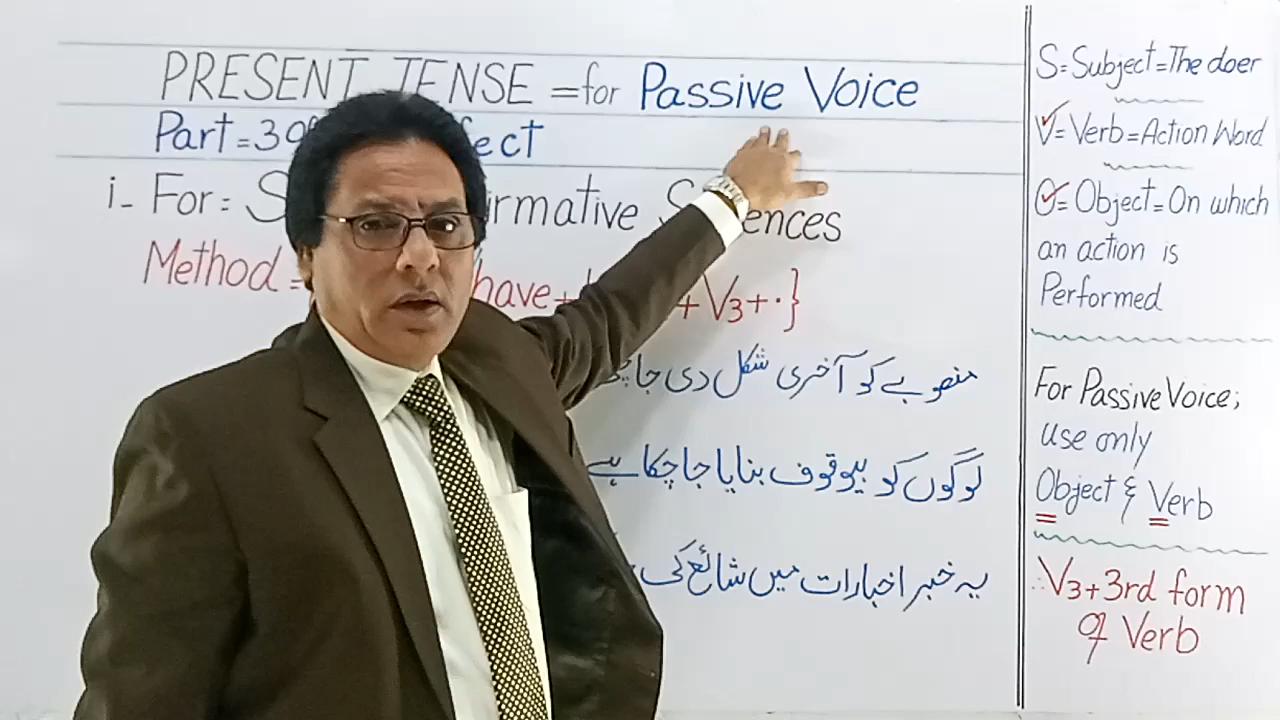 PRESENT TENSE = for Passive Voice
Part = 3
i- For = irmative ences
Method = have + + V3 + . }
منصوبے کو آخری شکل دی جا
لوگوں کو بیوقوف بنایا جا چکا ہے
یہ خبر اخبارات میں شائع کی
S = Subject = The doer
V = Verb = Action Word
O = Object = On which
an action is
Performed
For Passive Voice;
Use only
Object & Verb
∴ V3 + 3rd form
of Verb